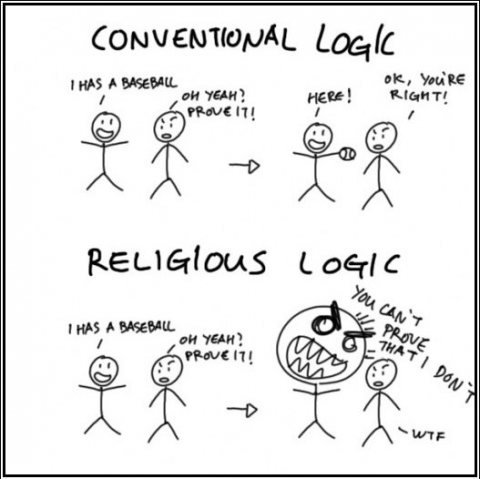 CONVENTIONAL LOGIC
I HAS A BASEBALL
OH YEAH?
PROVE IT!
HERE!
OK, YOU'RE
RIGHT!
RELIGIOUS LOGIC
I HAS A BASEBALL
OH YEAH?
PROVE IT!
YOU CAN'T
PROVE
THAT I DON'T
WTF